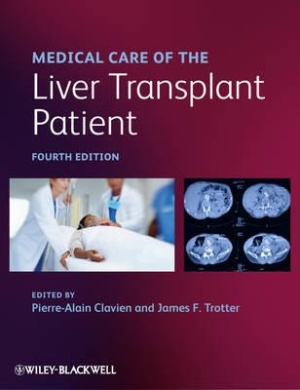 MEDICAL CARE OF THE
Liver Transplant
Patient
FOURTH EDITION
EDITED BY
Pierre-Alain Clavien and James F. Trotter
WILEY-BLACKWELL